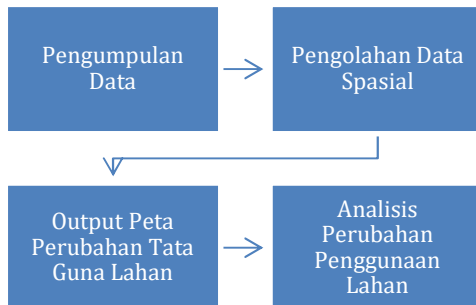 Pengumpulan
Data
Pengolahan Data
Spasial
Output Peta
Perubahan Tata
Guna Lahan
Analisis
Perubahan
Penggunaan
Lahan